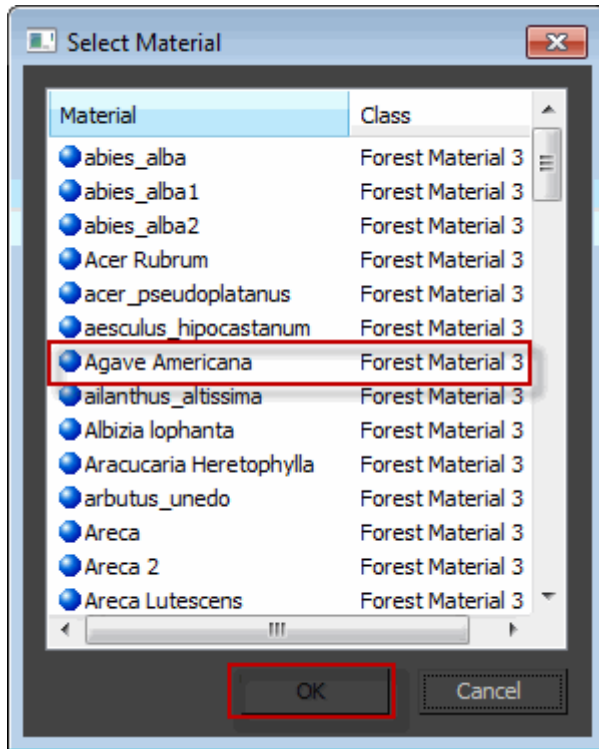 Select Material
Material Class
abies_alba Forest Material 3
abies_alba1 Forest Material 3
abies_alba2 Forest Material 3
Acer Rubrum Forest Material 3
acer_pseudoplatanus Forest Material 3
aesculus_hipocastanum Forest Material 3
Agave Americana Forest Material 3
ailanthus_altissima Forest Material 3
Albizia lophanta Forest Material 3
Aracucaria Heretophylla Forest Material 3
arbutus_unedo Forest Material 3
Areca Forest Material 3
Areca 2 Forest Material 3
Areca Lutescens Forest Material 3
OK Cancel